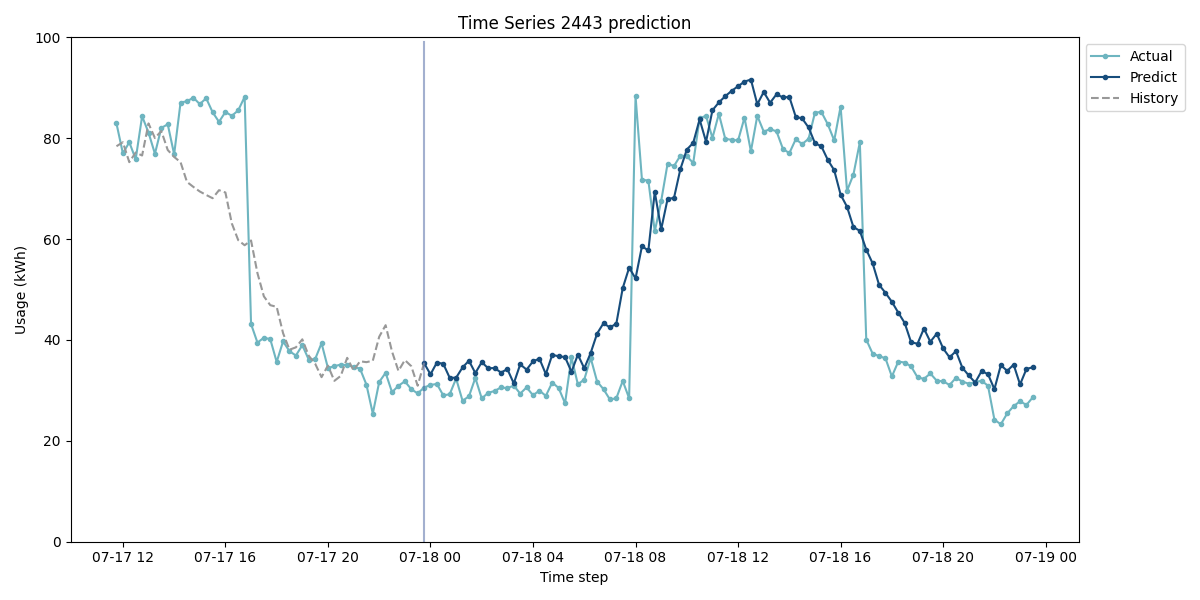 Time Series 2443 prediction
Actual
Predict
History
Usage (kWh)
100
80
60
40
20
0
07-17 12
07-17 16
07-17 20
07-18 00
07-18 04
07-18 08
07-18 12
07-18 16
07-18 20
07-19 00
Time step